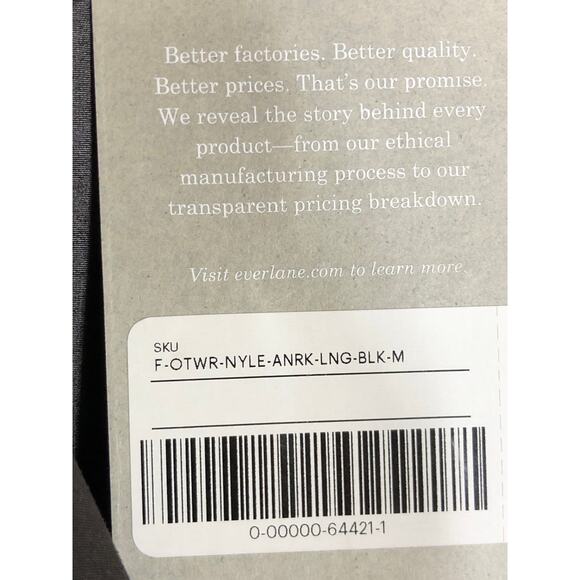 Better factories. Better quality.
Better prices. That's our promise.
We reveal the story behind every
product—from our ethical
manufacturing process to our
transparent pricing breakdown.
Visit everlane.com to learn more.
SKU
F-OTWR-NYLE-ANRK-LNG-BLK-M
0-00000-64421-1